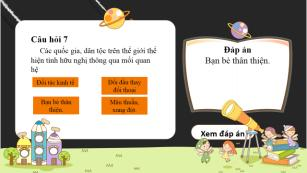 Câu hỏi 7
Các quốc gia, dân tộc trên thế giới thể
hiện tình hữu nghị thông qua mối quan
hệ
Đối tác kinh tế
Đối đầu thay
đối thoại
Bạn bè thân
thiện.
Mâu thuẫn,
xung đột.
Đáp án
Bạn bè thân thiện.
Xem đáp án